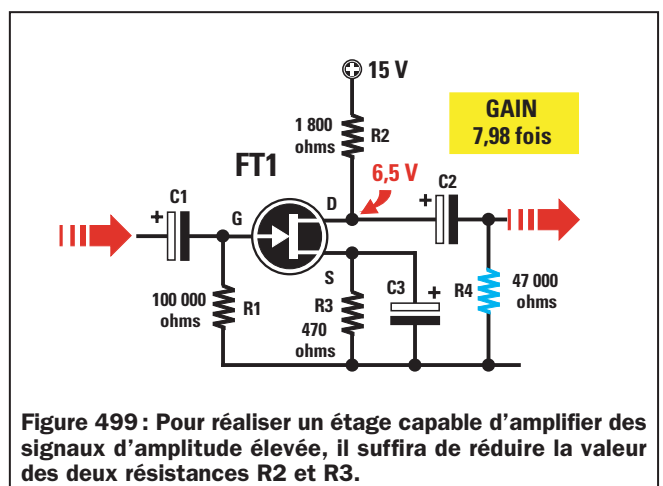 15 V
GAIN
7,98 fois
1 800
ohms
R2
FT1
6,5 V
C1
+
G
D
+
C2
S
100 000
ohms
R1
R3
470
ohms
C3
+
R4
47 000
ohms
Figure 499 : Pour réaliser un étage capable d'amplifier des
signaux d'amplitude élevée, il suffira de réduire la valeur
des deux résistances R2 et R3.